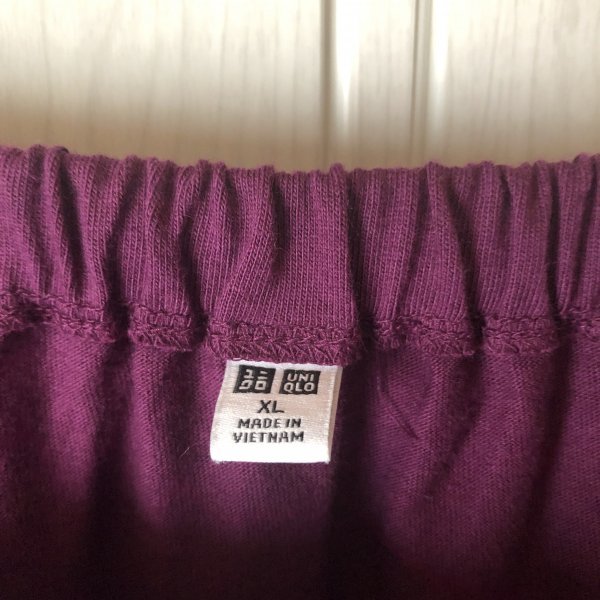 ユニ UNI
クロ QLO
XL
MADE IN
VIETNAM